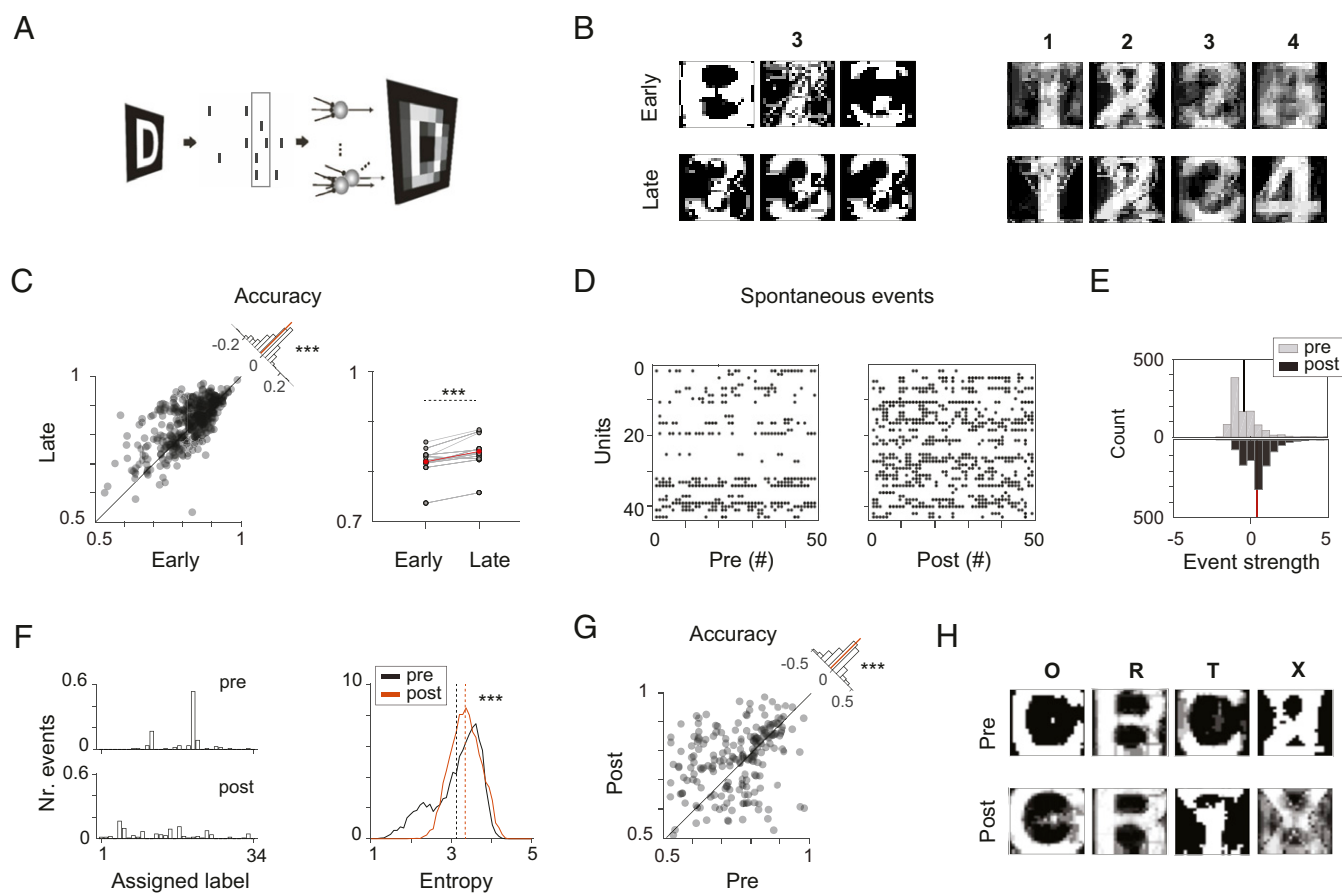 A
D
B
3
1 2 3 4
Early
Late
C
Accuracy
-0.2
0
0.2
***
1
Late
0.5
0.5
1
Early
1
***
0.7
Early Late
D
Spontaneous events
0
20
40
Units
0 50
Pre (#)
0 50
Post (#)
E
pre
post
500
0
500
Count
-5 0 5
Event strength
F
0.6
pre
0
0.6
post
0
Nr. events
1 34
Assigned label
pre
post
***
10
0
1 3 5
Entropy
G
Accuracy
-0.5
0
0.5
***
1
Post
0.5
0.5 1
Pre
H
O R T X
Pre
Post